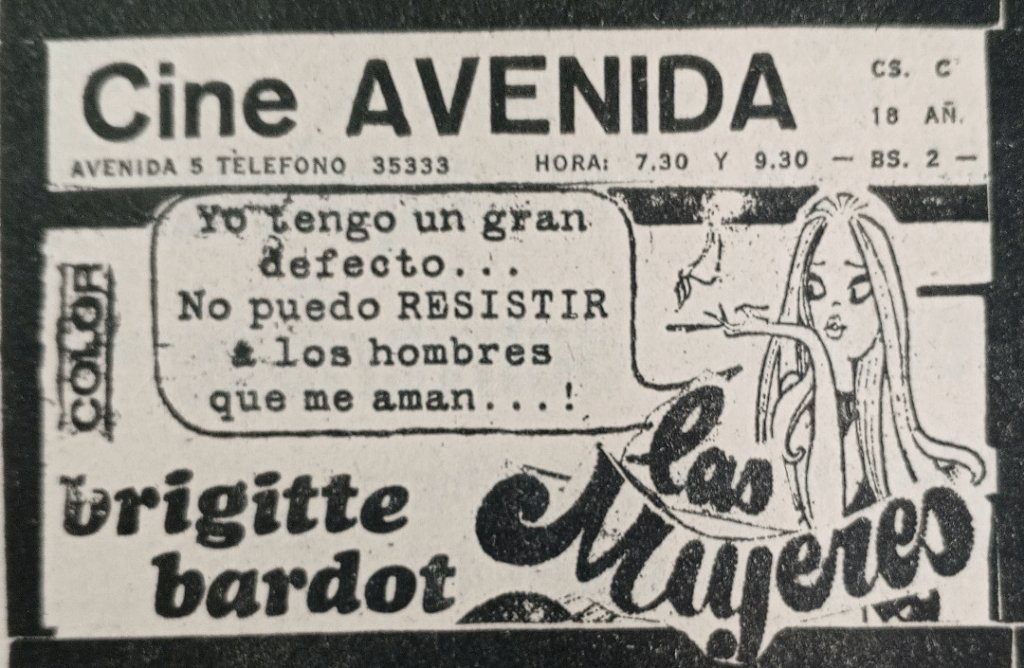 Cine AVENIDA
CS. C
18 AÑ.
AVENIDA 5 TELEFONO 35333 HORA: 7.30 Y 9.30 — BS. 2 —
Yo tengo un gran
defecto...
No puedo RESISTIR
a los hombres
que me aman...!
COLOR
brigitte
bardot
las
Mujeres